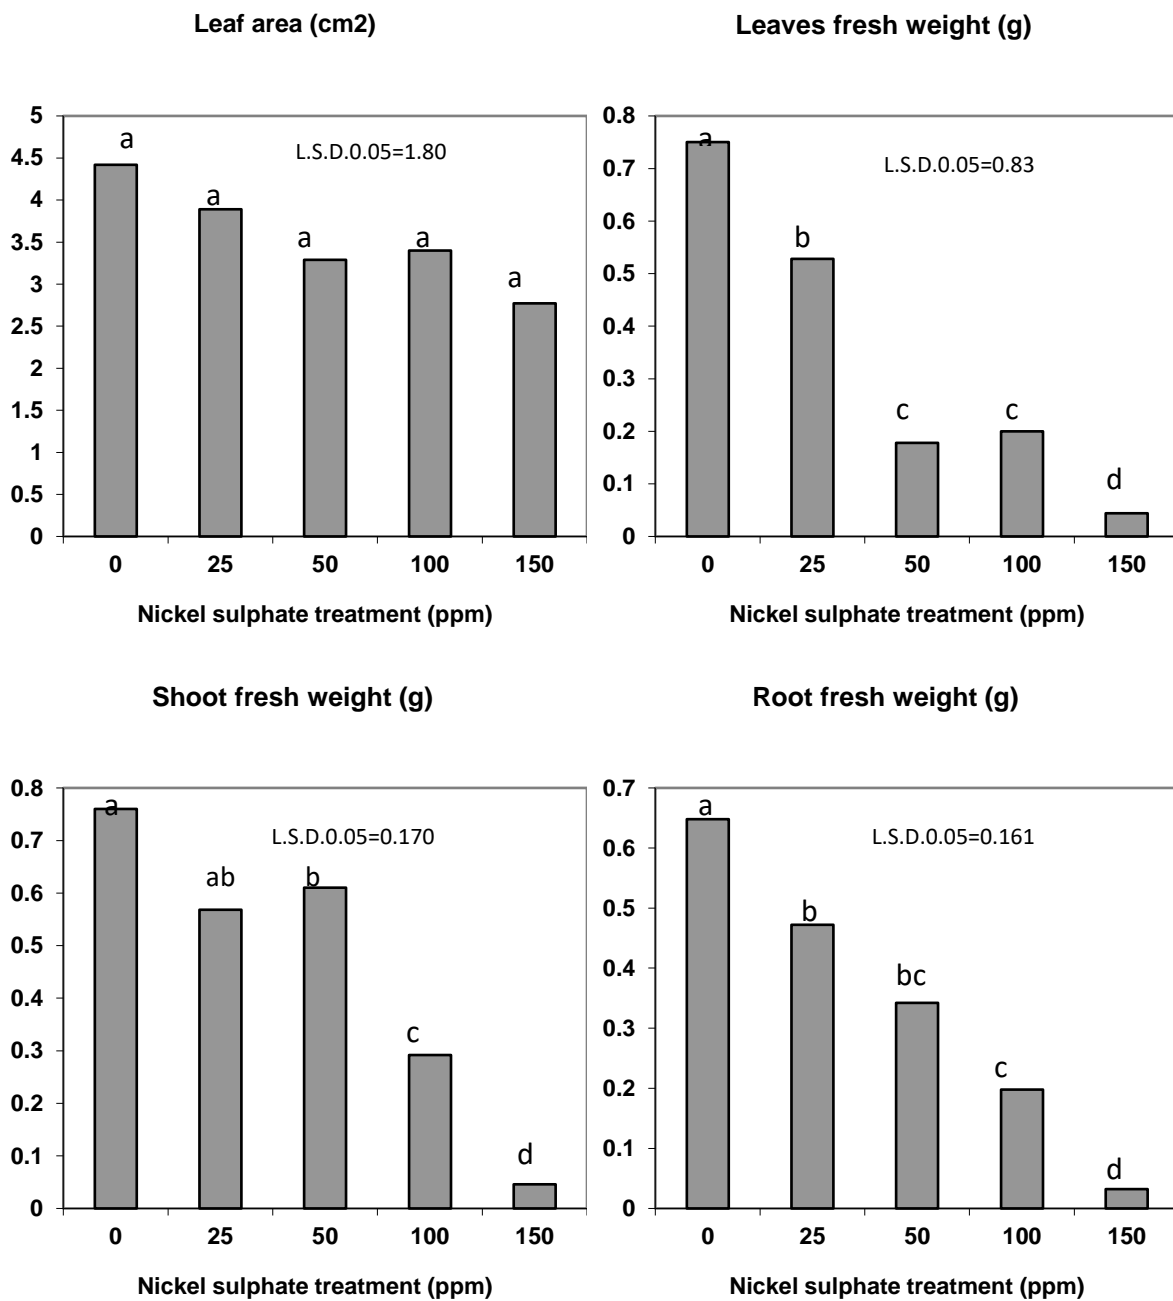 Leaf area (cm2)
5
4.5
4
3.5
3
2.5
2
1.5
1
0.5
0
a
a
a
a
a
L.S.D.0.05=1.80
0 25 50 100 150
Nickel sulphate treatment (ppm)
Leaves fresh weight (g)
0.8
0.7
0.6
0.5
0.4
0.3
0.2
0.1
0
a
b
c
c
d
L.S.D.0.05=0.83
0 25 50 100 150
Nickel sulphate treatment (ppm)
Shoot fresh weight (g)
0.8
0.7
0.6
0.5
0.4
0.3
0.2
0.1
0
a
ab
b
c
d
L.S.D.0.05=0.170
0 25 50 100 150
Nickel sulphate treatment (ppm)
Root fresh weight (g)
0.7
0.6
0.5
0.4
0.3
0.2
0.1
0
a
b
bc
c
d
L.S.D.0.05=0.161
0 25 50 100 150
Nickel sulphate treatment (ppm)